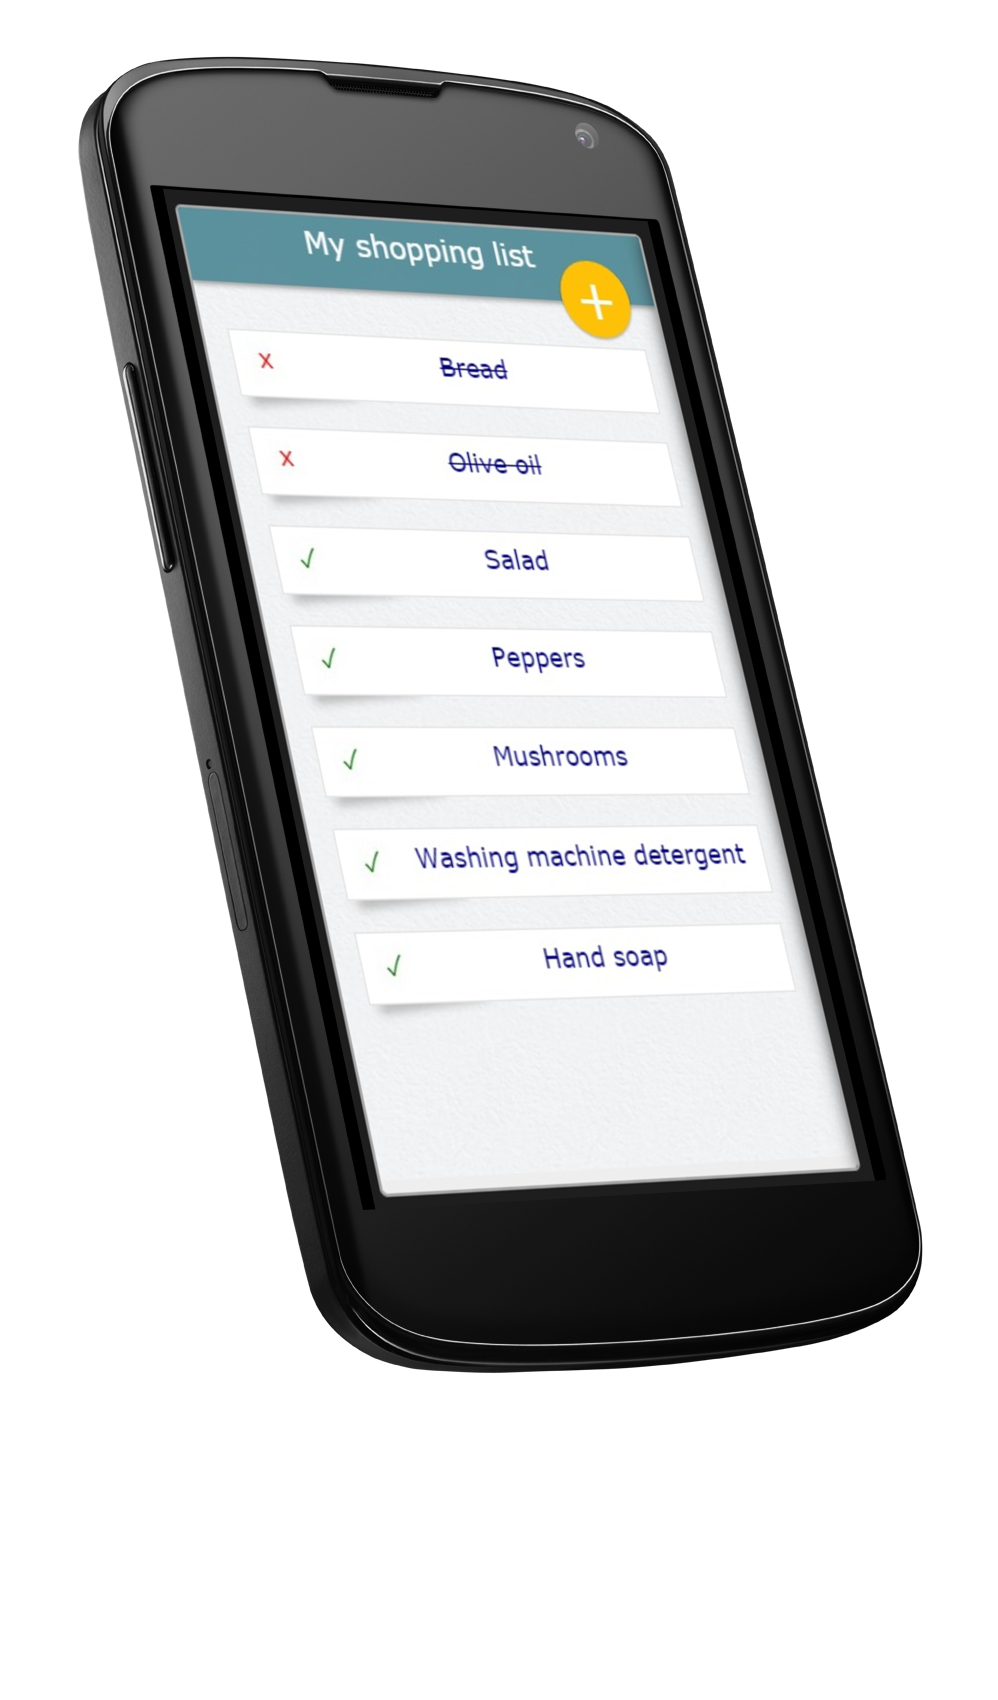 My shopping list
+
x Bread
x Olive oil
✓ Salad
✓ Peppers
✓ Mushrooms
✓ Washing machine detergent
✓ Hand soap